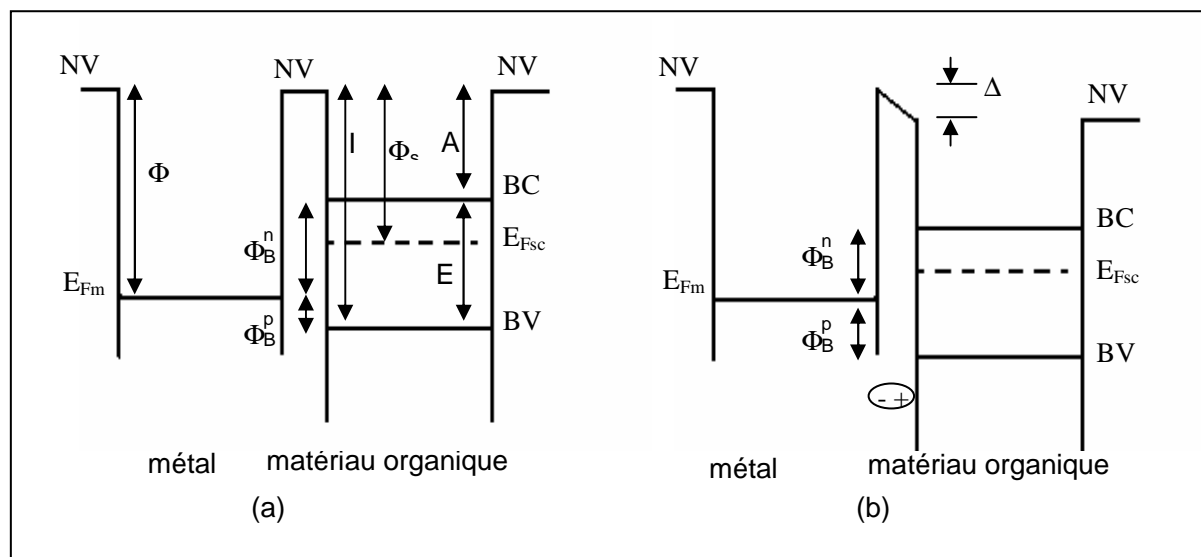 NV
NV
NV
I
Φs
A
Φ
BC
Φ_B^n
E_Fsc
E
E_Fm
Φ_B^p
BV
métal
matériau organique
(a)
NV
Δ
NV
BC
Φ_B^n
E_Fsc
E_Fm
Φ_B^p
BV
- +
métal
matériau organique
(b)